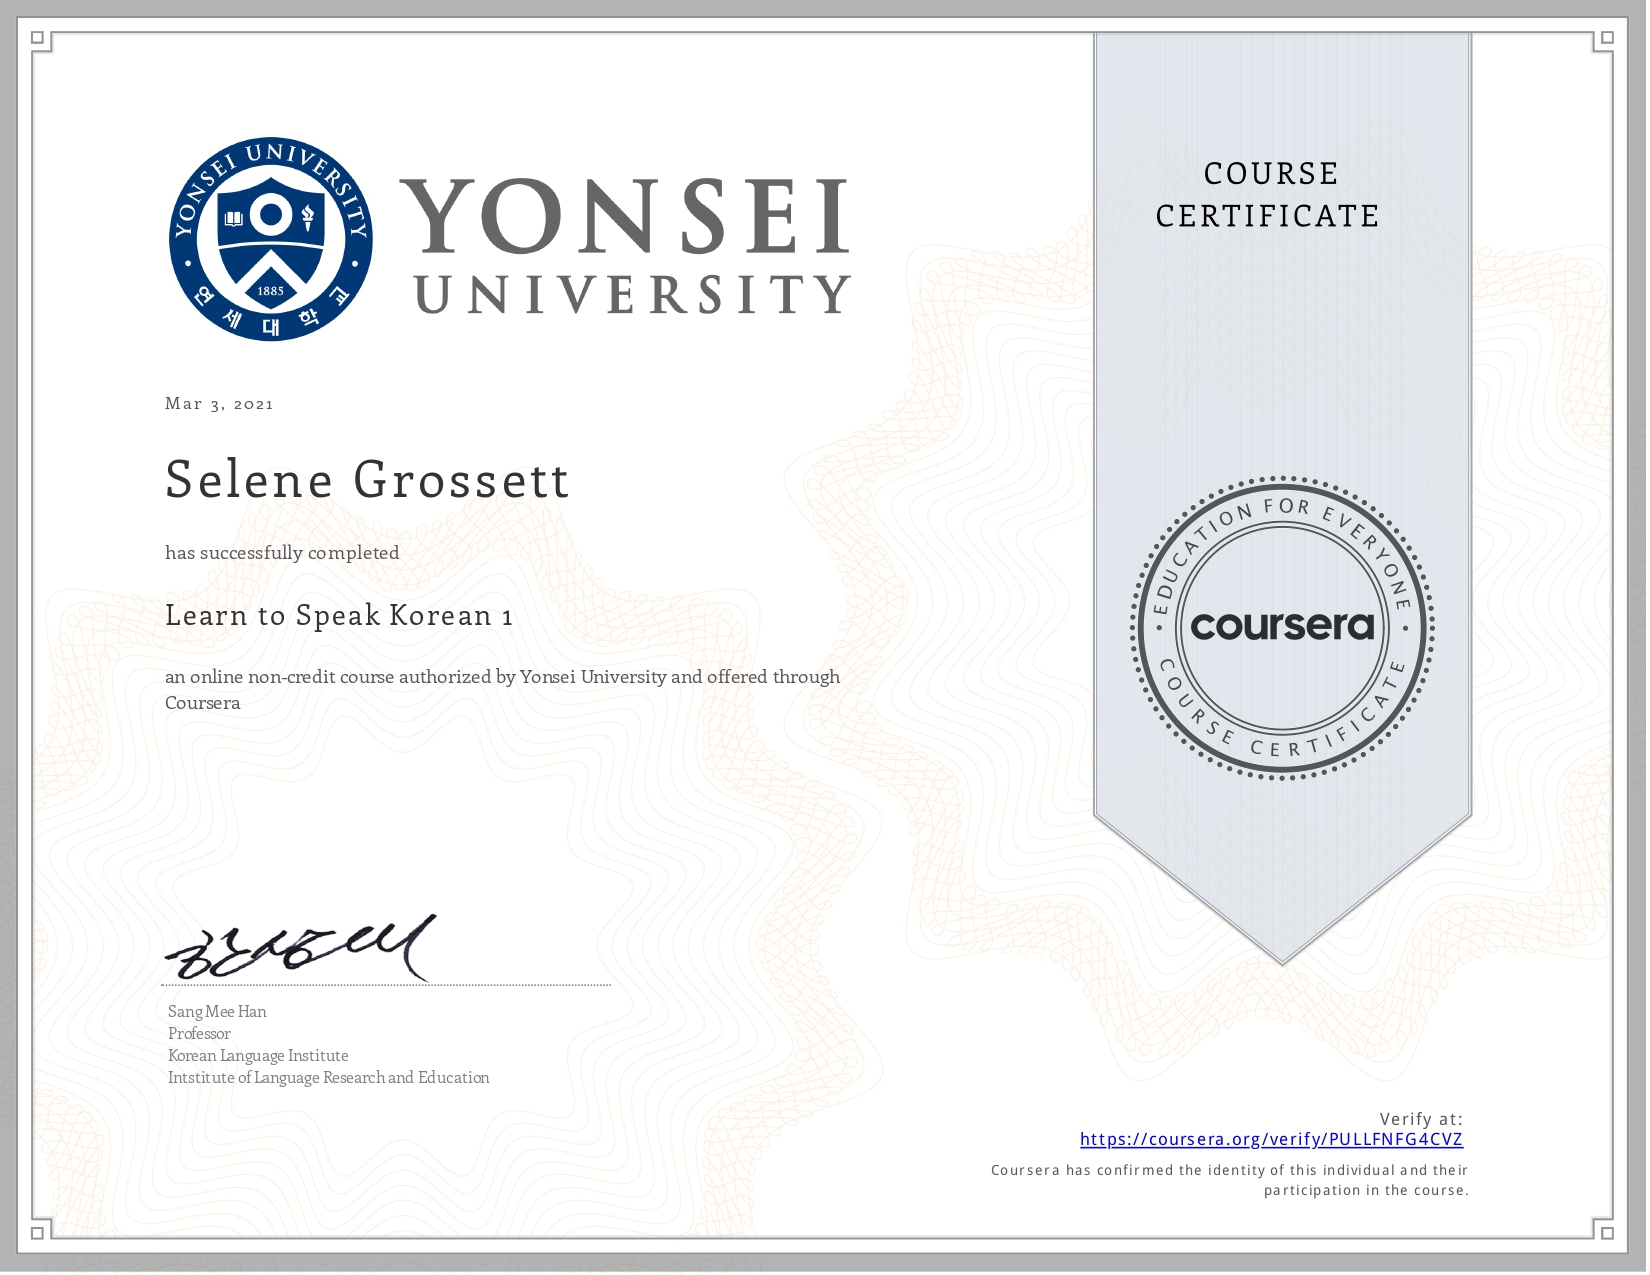 YONSEI UNIVERSITY
1885
연세대학교
YONSEI
UNIVERSITY
COURSE
CERTIFICATE
Mar 3, 2021
Selene Grossett
has successfully completed
Learn to Speak Korean 1
an online non-credit course authorized by Yonsei University and offered through
Coursera
EDUCATION FOR EVERYONE
coursera
COURSE CERTIFICATE
Sang Mee Han
Professor
Korean Language Institute
Intstitute of Language Research and Education
Verify at:
https://coursera.org/verify/PULLFNFG4CVZ
Coursera has confirmed the identity of this individual and their
participation in the course.